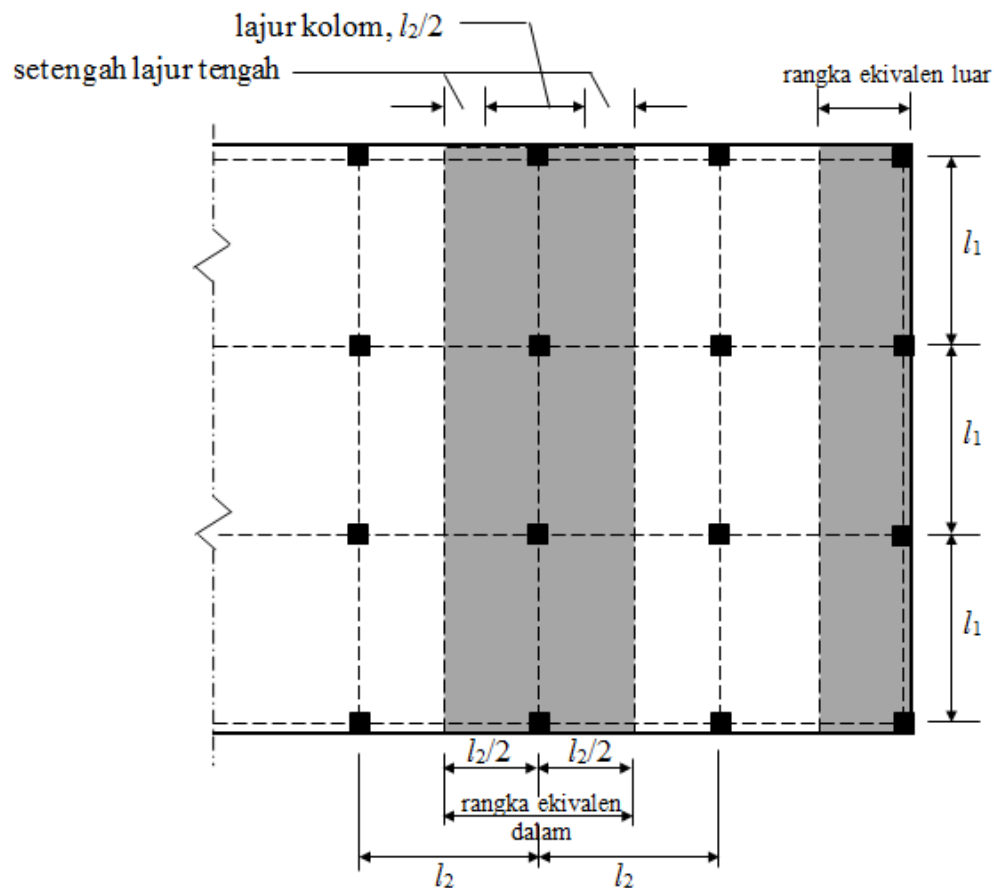 lajur kolom, l₂/2
setengah lajur tengah
rangka ekivalen luar
l₁
l₁
l₁
l₂/2 l₂/2
rangka ekivalen
dalam
l₂ l₂